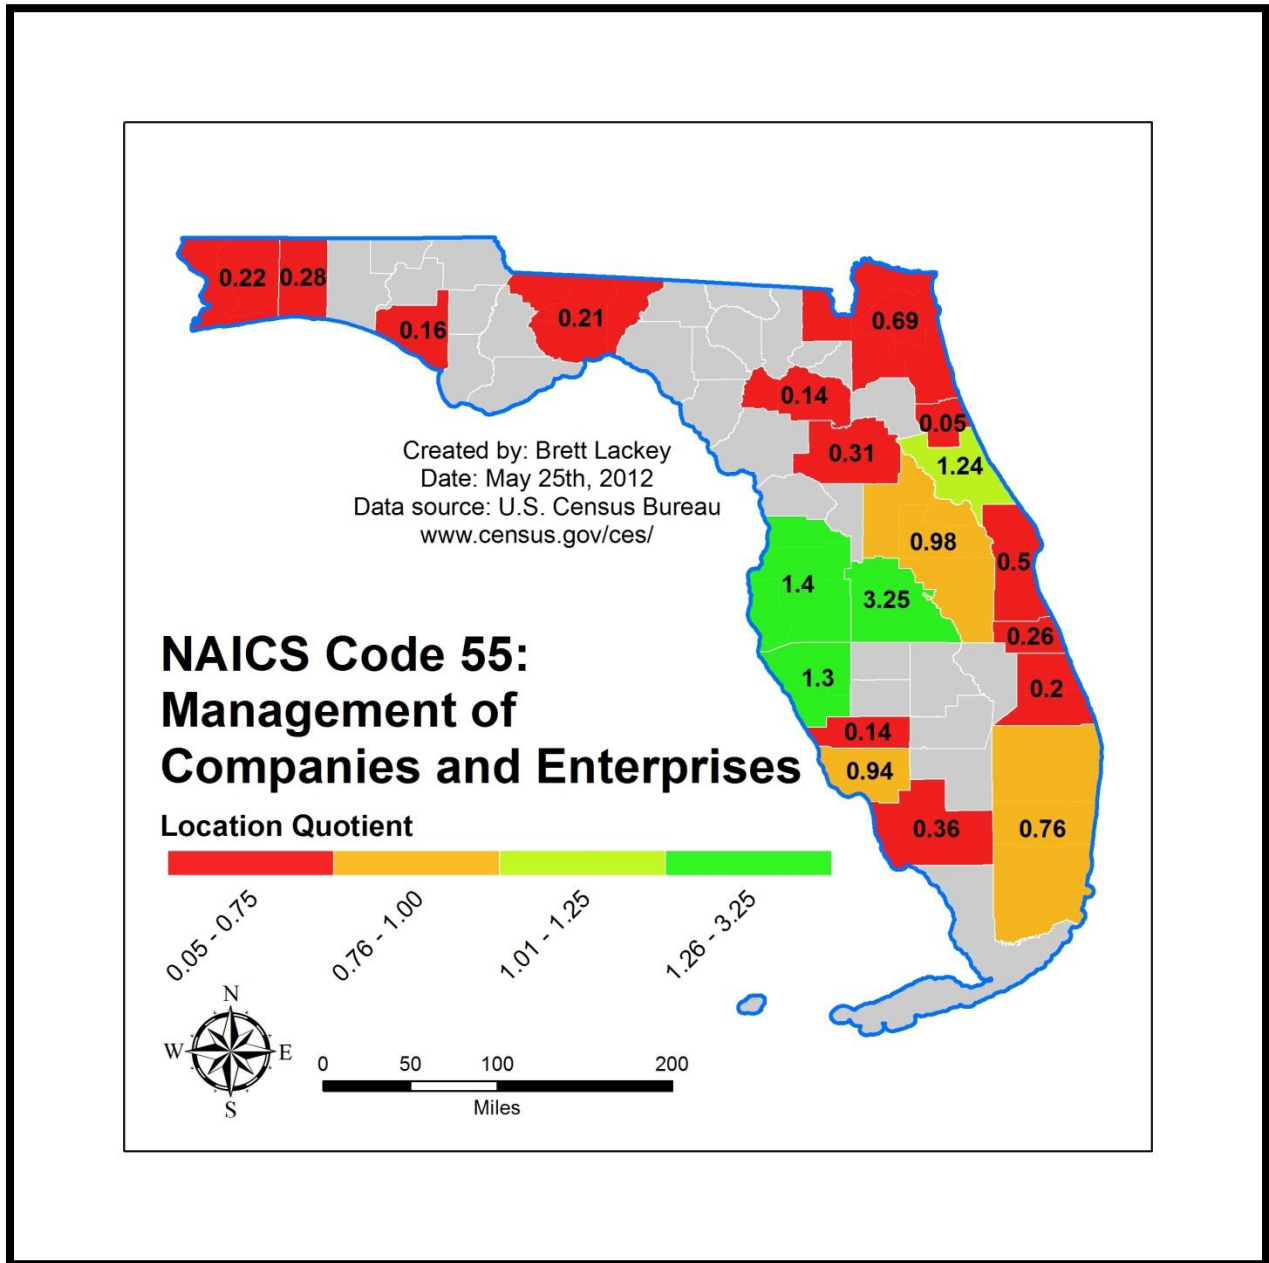 0.22
0.28
0.16
0.21
0.69
0.14
0.05
0.31
1.24
0.98
0.5
1.4
3.25
0.26
1.3
0.2
0.14
0.94
0.36
0.76
Created by: Brett Lackey
Date: May 25th, 2012
Data source: U.S. Census Bureau
www.census.gov/ces/
NAICS Code 55:
Management of
Companies and Enterprises
Location Quotient
0.05 - 0.75
0.76 - 1.00
1.01 - 1.25
1.26 - 3.25
N
W
E
S
0 50 100 200
Miles